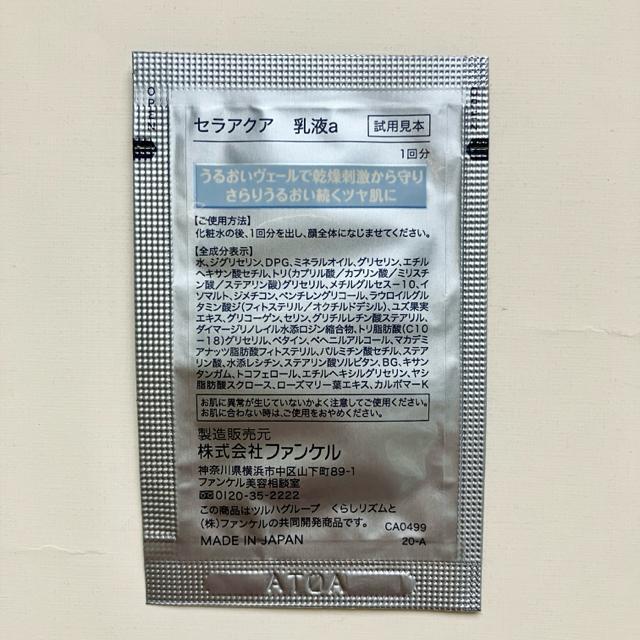 OPEN
セラアクア 乳液a 試用見本
1回分
うるおいヴェールで乾燥刺激から守り
さらりうるおい続くツヤ肌に
【ご使用方法】
化粧水の後、1回分を出し、顔全体になじませてください。
【全成分表示】
水、ジグリセリン、DPG、ミネラルオイル、グリセリン、エチル
ヘキサン酸セチル、トリ(カプリル酸/カプリン酸/ミリスチ
ン酸/ステアリン酸)グリセリル、メチルグルセス-10、イ
ソマルト、ジメチコン、ペンチレングリコール、ラウロイルグル
タミン酸ジ(フィトステリル/オクチルドデシル)、ユズ果実
エキス、グリコーゲン、セリン、グリチルレチン酸ステアリル、
ダイマージリノレイル水添ロジン縮合物、トリ脂肪酸(C10
-18)グリセリル、ベタイン、ベヘニルアルコール、マカデミ
アナッツ脂肪酸フィトステリル、パルミチン酸セチル、ステア
リン酸、水添レシチン、ステアリン酸ソルビタン、BG、キサン
タンガム、トコフェロール、エチルヘキシルグリセリン、ヤシ
脂肪酸スクロース、ローズマリー葉エキス、カルボマーK
お肌に異常が生じていないかよく注意してご使用ください。
お肌に合わない時は、ご使用をおやめください。
製造販売元
株式会社ファンケル
神奈川県横浜市中区山下町89-1
ファンケル美容相談室
0120-35-2222
この商品はツルハグループ くらしリズムと
(株)ファンケルの共同開発商品です。 CA0499
MADE IN JAPAN 20-A
AT0A